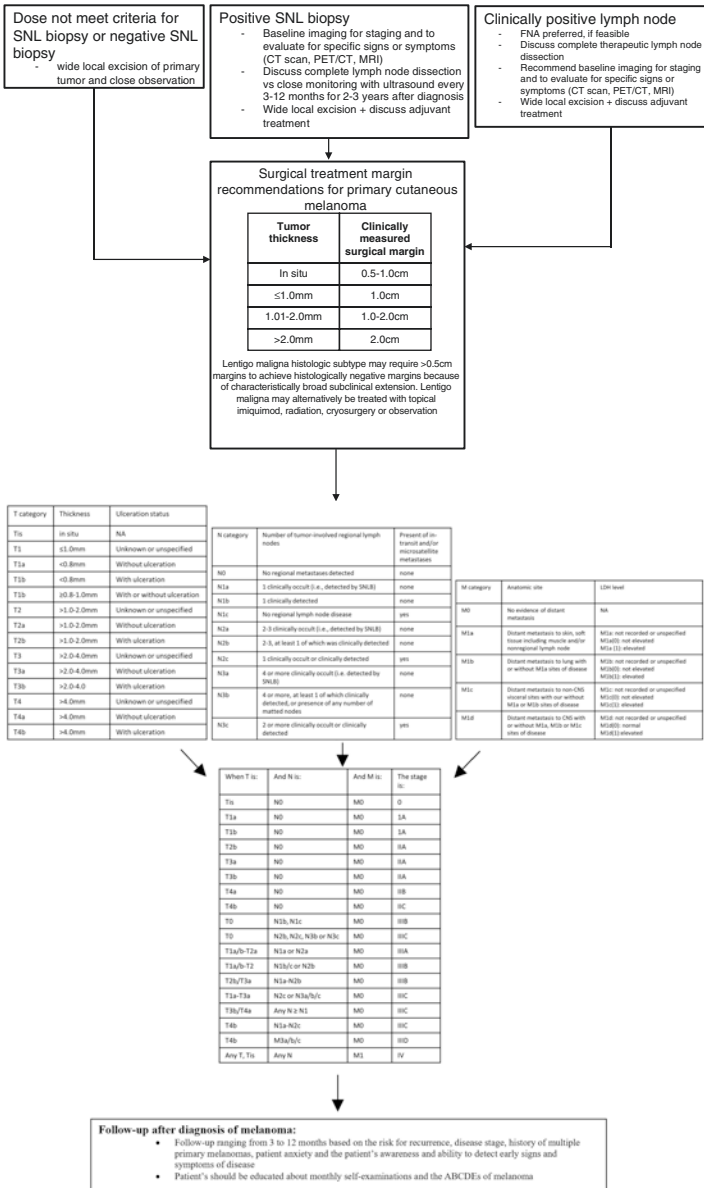 Dose not meet criteria for
SNL biopsy or negative SNL
biopsy
- wide local excision of primary
tumor and close observation
Positive SNL biopsy
- Baseline imaging for staging and to
evaluate for specific signs or symptoms
(CT scan, PET/CT, MRI)
- Discuss complete lymph node dissection
vs close monitoring with ultrasound every
3-12 months for 2-3 years after diagnosis
- Wide local excision + discuss adjuvant
treatment
Clinically positive lymph node
- FNA preferred, if feasible
- Discuss complete therapeutic lymph node
dissection
- Recommend baseline imaging for staging
and to evaluate for specific signs or
symptoms (CT scan, PET/CT, MRI)
- Wide local excision + discuss adjuvant
treatment
Surgical treatment margin
recommendations for primary cutaneous
melanoma
Tumor thickness Clinically measured surgical margin
In situ 0.5-1.0cm
≤1.0mm 1.0cm
1.01-2.0mm 1.0-2.0cm
>2.0mm 2.0cm
Lentigo maligna histologic subtype may require >0.5cm
margins to achieve histologically negative margins because
of characteristically broad subclinical extension. Lentigo
maligna may alternatively be treated with topical
imiquimod, radiation, cryosurgery or observation
T category Thickness Ulceration status
Tis in situ NA
T1 ≤1.0mm Unknown or unspecified
T1a <0.8mm Without ulceration
T1b <0.8mm With ulceration
T1b ≥0.8-1.0mm With or without ulceration
T2 >1.0-2.0mm Unknown or unspecified
T2a >1.0-2.0mm Without ulceration
T2b >1.0-2.0mm With ulceration
T3 >2.0-4.0mm Unknown or unspecified
T3a >2.0-4.0mm Without ulceration
T3b >2.0-4.0 With ulceration
T4 >4.0mm Unknown or unspecified
T4a >4.0mm Without ulceration
T4b >4.0mm With ulceration
N category Number of tumor-involved regional lymph nodes Present of in-transit and/or microsatellite metastases
N0 No regional metastases detected none
N1a 1 clinically occult (i.e., detected by SNLB) none
N1b 1 clinically detected none
N1c No regional lymph node disease yes
N2a 2-3 clinically occult (i.e., detected by SNLB) none
N2b 2-3, at least 1 of which was clinically detected none
N2c 1 clinically occult or clinically detected yes
N3a 4 or more clinically occult (i.e. detected by SNLB) none
N3b 4 or more, at least 1 of which clinically detected, or presence of any number of matted nodes none
N3c 2 or more clinically occult or clinically detected yes
M category Anatomic site LDH level
M0 No evidence of distant metastasis NA
M1a Distant metastasis to skin, soft tissue including muscle and/or nonregional lymph node M1a: not recorded or unspecified
M1a(0): not elevated
M1a (1): elevated
M1b Distant metastasis to lung with or without M1a sites of disease M1b: not recorded or unspecified
M1b(0): not elevated
M1b(1): elevated
M1c Distant metastasis to non-CNS visceral sites with our without M1a or M1b sites of disease M1c: not recorded or unspecified
M1c(0): not elevated
M1c(1): elevated
M1d Distant metastasis to CNS with or without M1a, M1b or M1c sites of disease M1d: not recorded or unspecified
M1d(0): normal
M1d(1): elevated
When T is: And N is: And M is: The stage is:
Tis N0 M0 0
T1a N0 M0 1A
T1b N0 M0 1A
T2b N0 M0 IIA
T3a N0 M0 IIA
T3b N0 M0 IIA
T4a N0 M0 IIB
T4b N0 M0 IIC
T0 N1b, N1c M0 IIIB
T0 N2b, N2c, N3b or N3c M0 IIIC
T1a/b-T2a N1a or N2a M0 IIIA
T1a/b-T2 N1b/c or N2b M0 IIIB
T2b/T3a N1a-N2b M0 IIIB
T1a-T3a N2c or N3a/b/c M0 IIIC
T3b/T4a Any N ≥ N1 M0 IIIC
T4b N1a-N2c M0 IIIC
T4b M3a/b/c M0 IIID
Any T, Tis Any N M1 IV
Follow-up after diagnosis of melanoma:
• Follow-up ranging from 3 to 12 months based on the risk for recurrence, disease stage, history of multiple
primary melanomas, patient anxiety and the patient's awareness and ability to detect early signs and
symptoms of disease
• Patient's should be educated about monthly self-examinations and the ABCDEs of melanoma